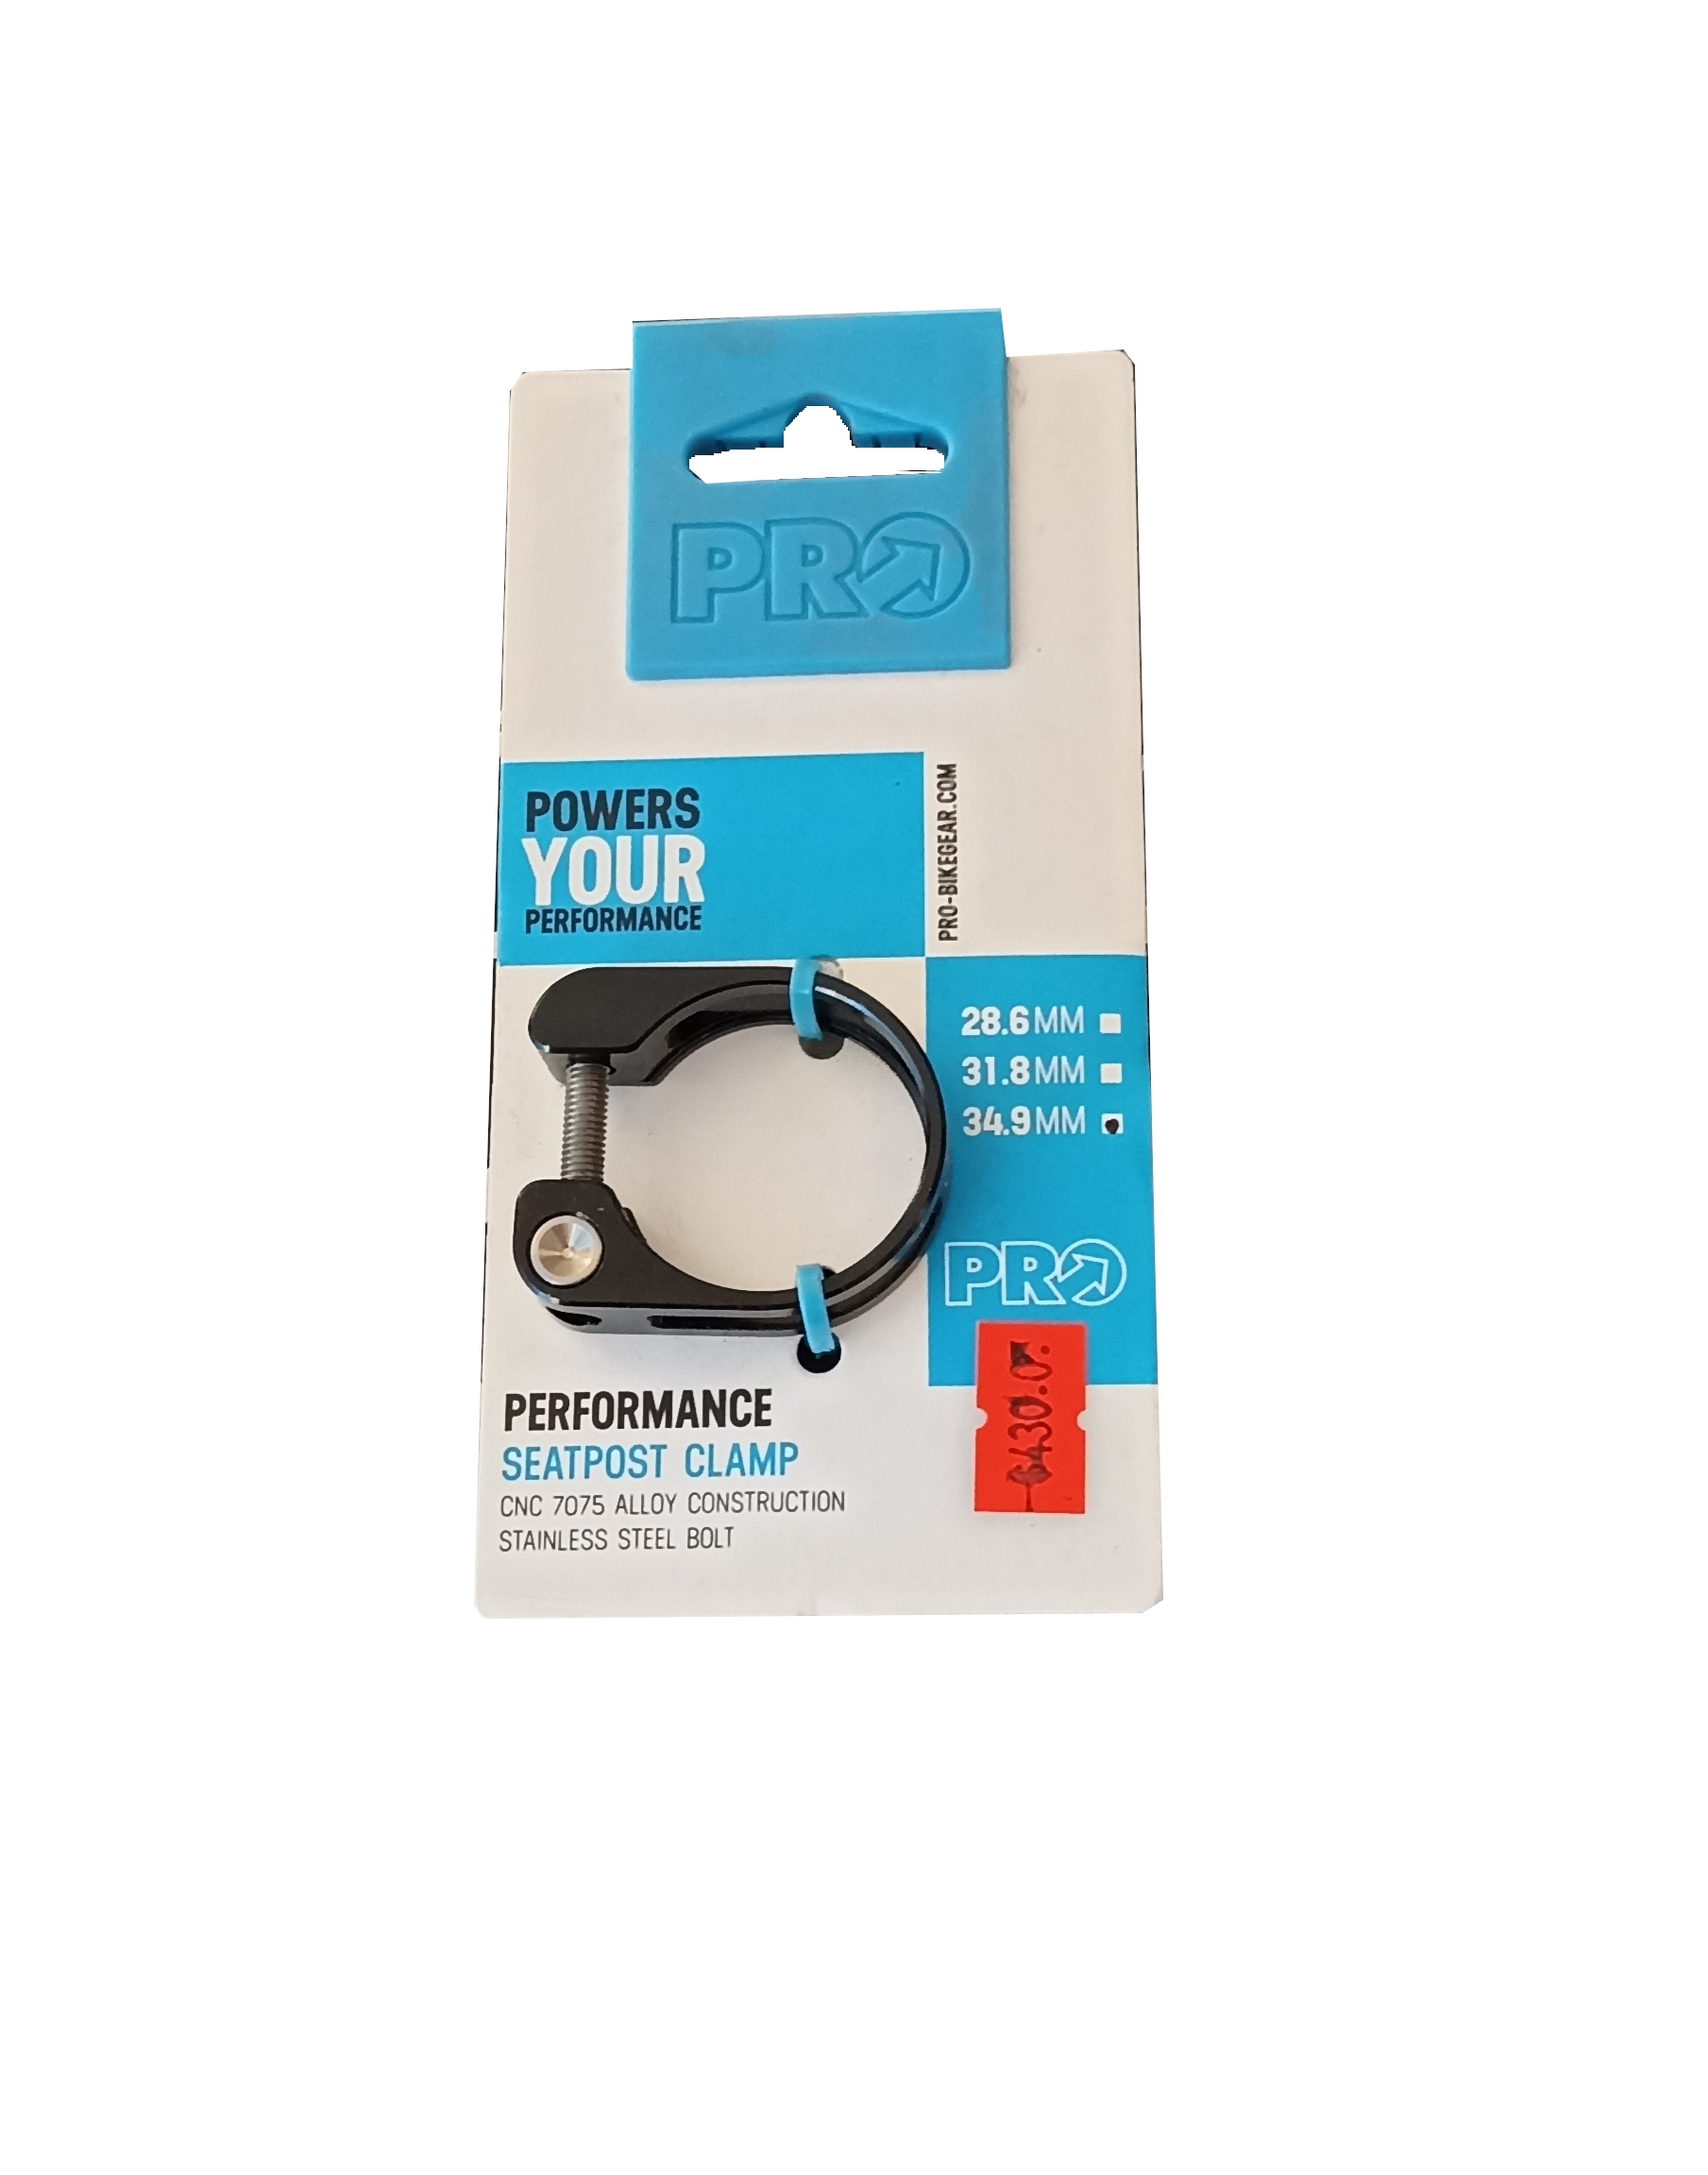 PRO
POWERS
YOUR
PERFORMANCE
PRO-BIKEGEAR.COM
28.6MM
31.8MM
34.9MM
PRO
PERFORMANCE
SEATPOST CLAMP
CNC 7075 ALLOY CONSTRUCTION
STAINLESS STEEL BOLT